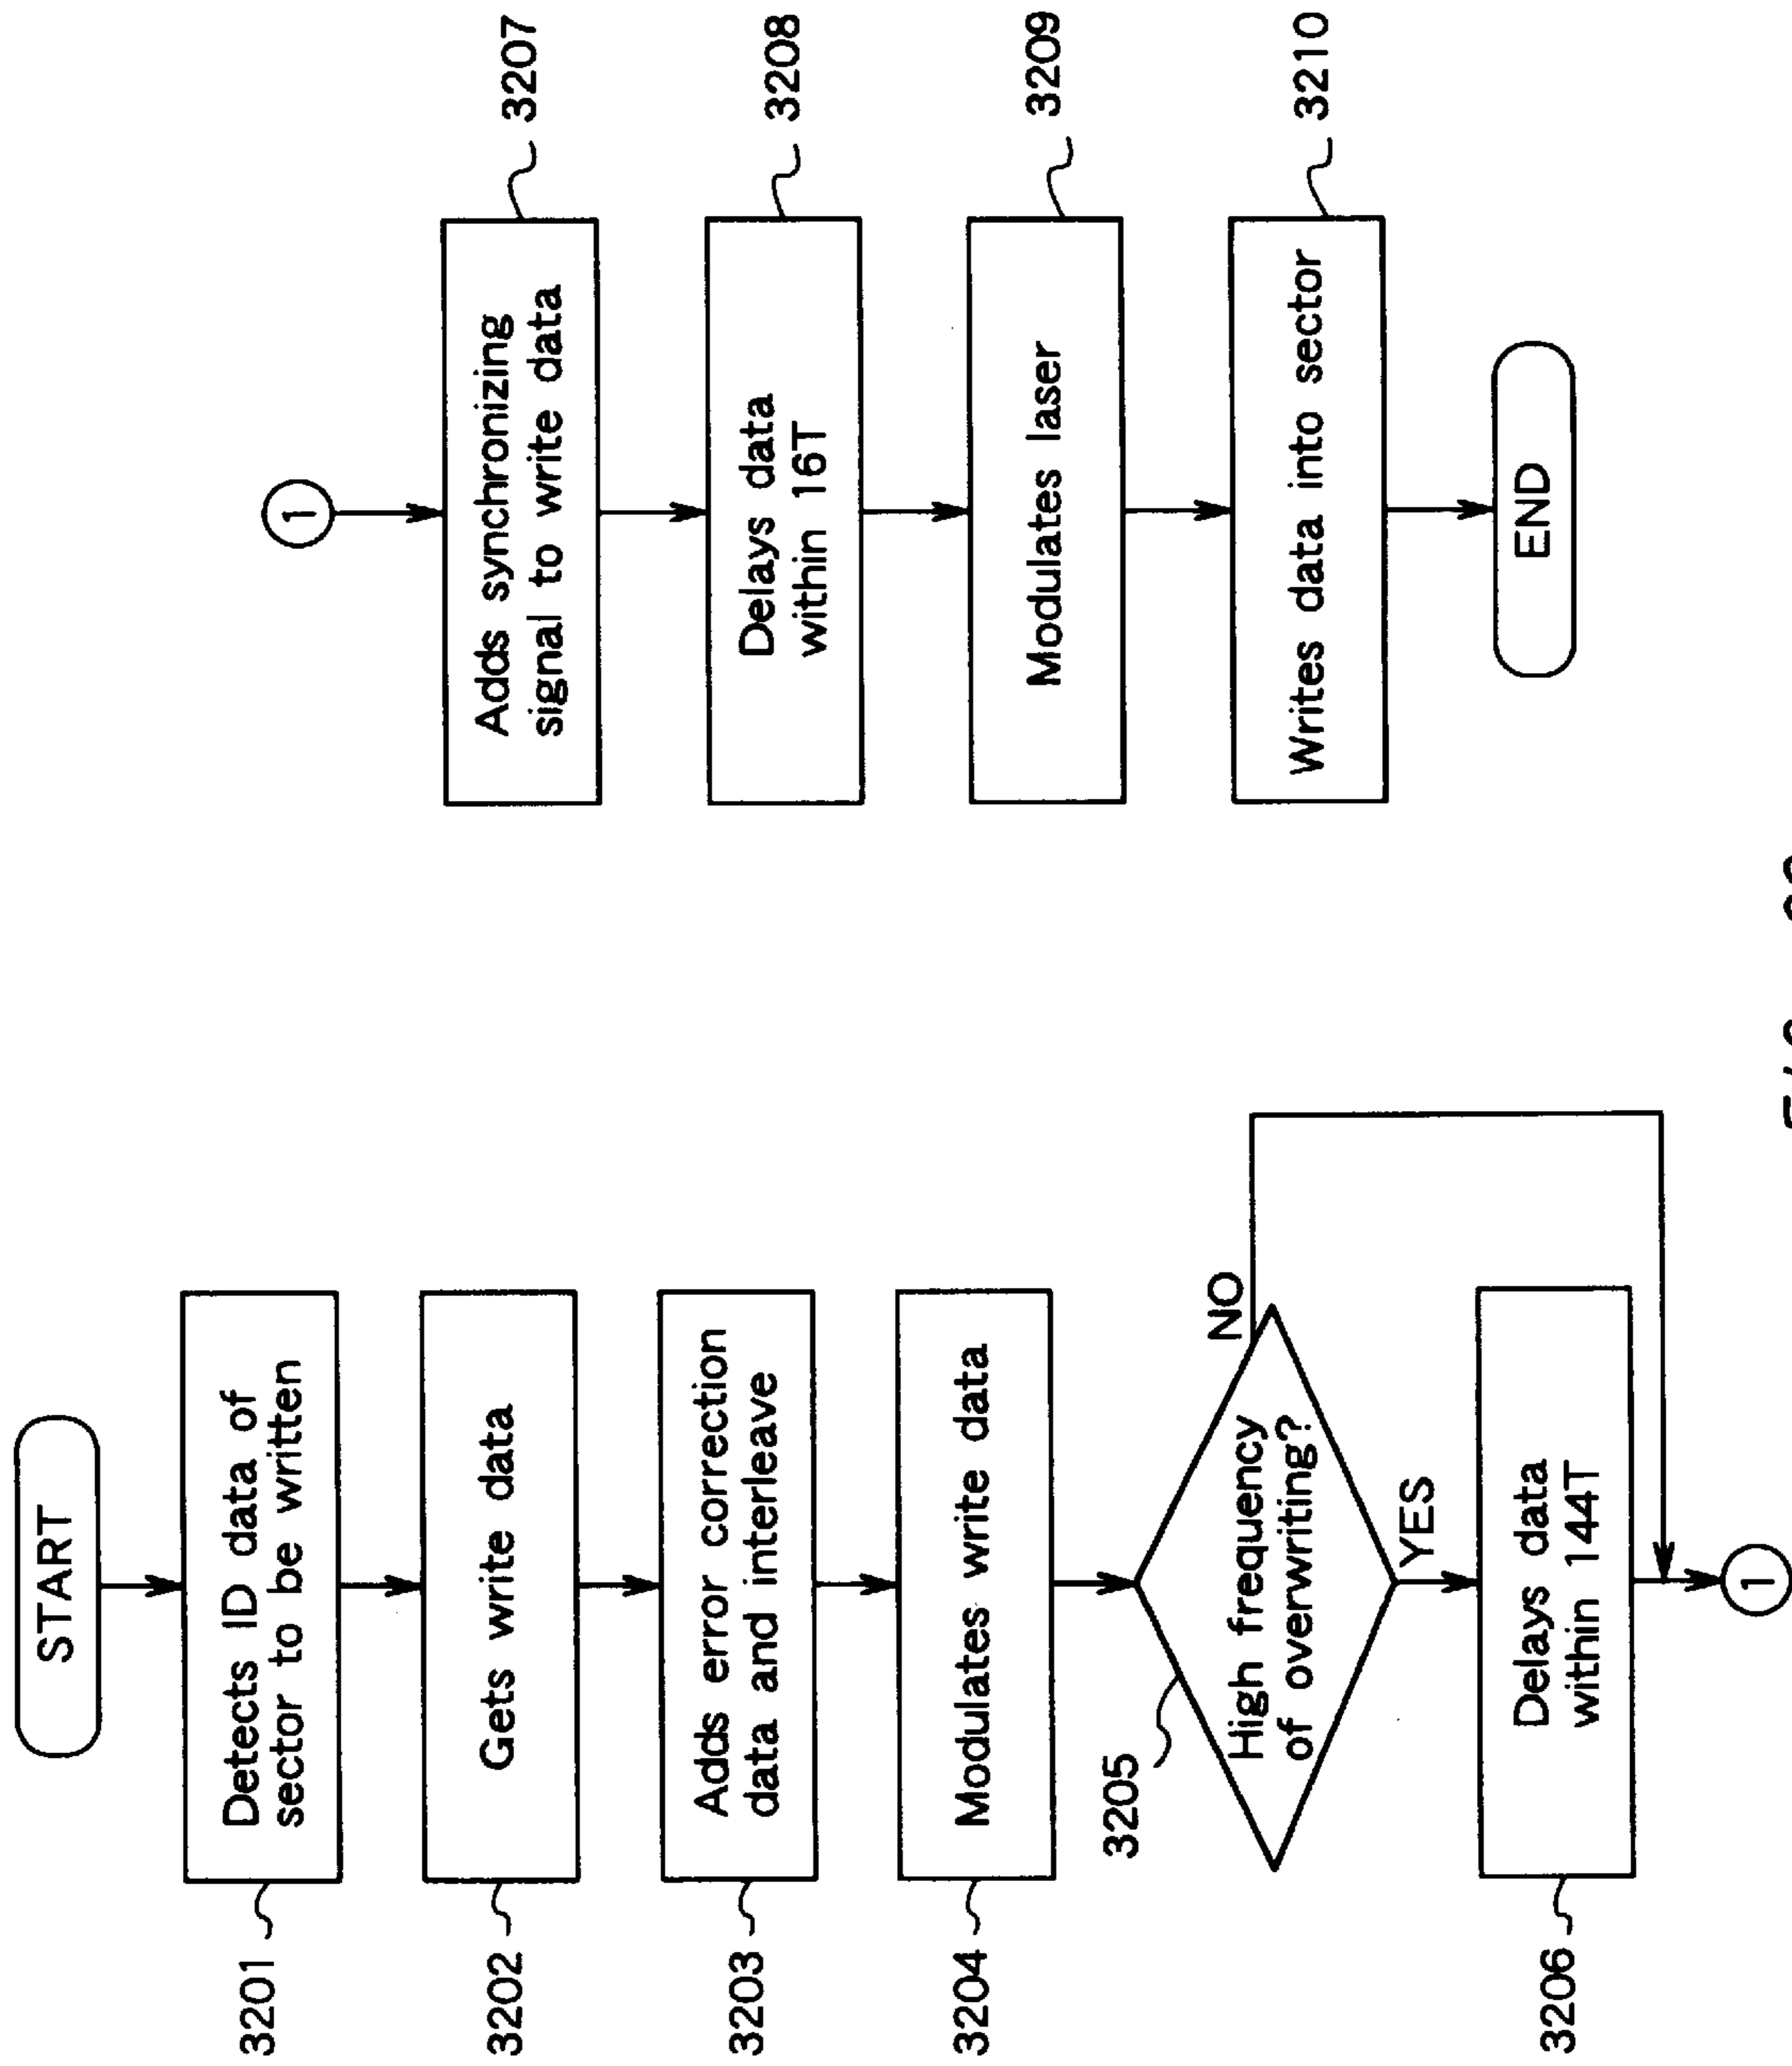 START
3201
Detects ID data of
sector to be written
3202
Gets write data
3203
Adds error correction
data and interleave
3204
Modulates write data
3205
High frequency
of overwriting?
NO
YES
3206
Delays data
within 144T
1
1
3207
Adds synchronizing
signal to write data
3208
Delays data
within 16T
3209
Modulates laser
3210
Writes data into sector
END